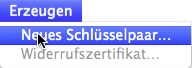 Erzeugen
Neues Schlüsselpaar...
Widerrufszertifikat...